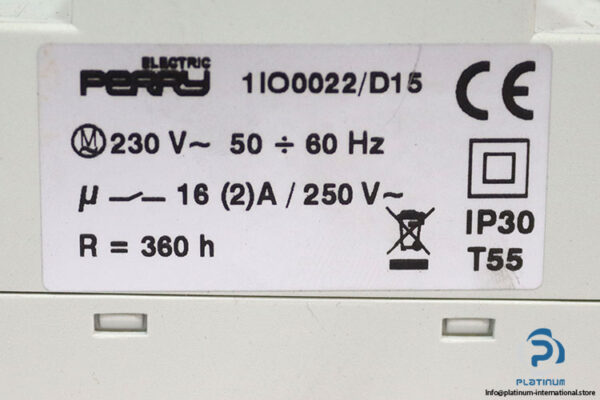 ELECTRIC
PERRY
1IO0022/D15
CE
M 230 V~ 50 ÷ 60 Hz
µ 16 (2)A / 250 V~
R = 360 h
IP30
T55
PLATINUM
Info@platinum-international.store